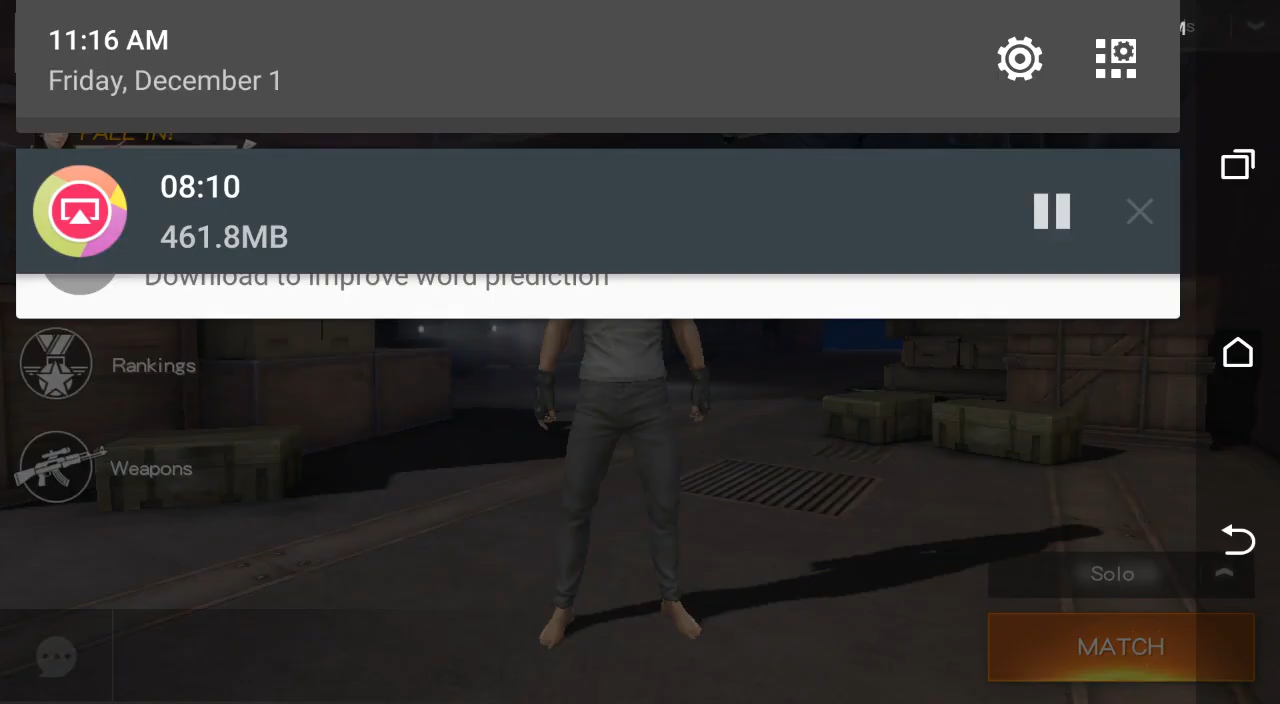 11:16 AM
Friday, December 1
FALL IN!
08:10
461.8MB
Download to improve word prediction
Rankings
Weapons
Solo
MATCH